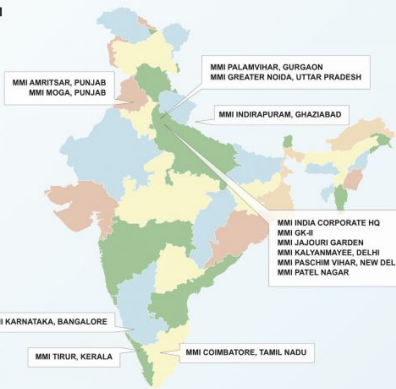 MMI AMRITSAR, PUNJAB
MMI MOGA, PUNJAB
MMI PALAMVIHAR, GURGAON
MMI GREATER NOIDA, UTTAR PRADESH
MMI INDIRAPURAM, GHAZIABAD
MMI INDIA CORPORATE HQ
MMI GK-II
MMI JAJOURI GARDEN
MMI KALYANMAYEE, DELHI
MMI PASCHIM VIHAR, NEW DEL
MMI PATEL NAGAR
I KARNATAKA, BANGALORE
MMI TIRUR, KERALA
MMI COIMBATORE, TAMIL NADU